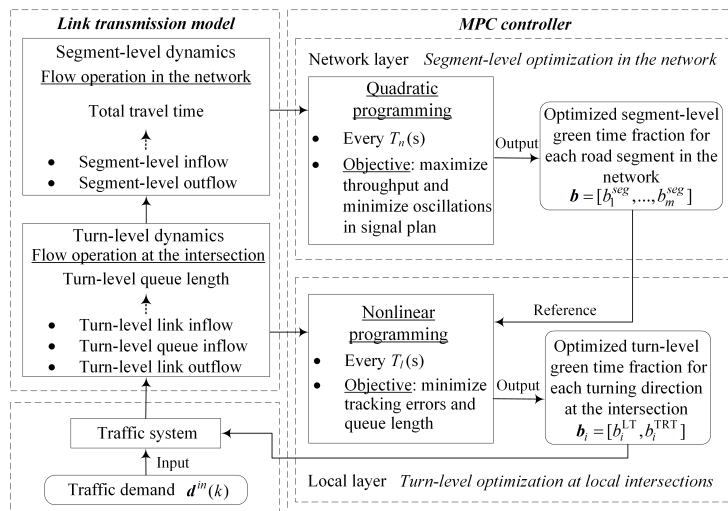 Link transmission model
Segment-level dynamics
Flow operation in the network
Total travel time
• Segment-level inflow
• Segment-level outflow
Turn-level dynamics
Flow operation at the intersection
Turn-level queue length
• Turn-level link inflow
• Turn-level queue inflow
• Turn-level link outflow
Traffic system
Input
Traffic demand d^{in}(k)
MPC controller
Network layer Segment-level optimization in the network
Quadratic
programming
• Every T_n(s)
• Objective: maximize
throughput and
minimize oscillations
in signal plan
Output
Optimized segment-level
green time fraction for
each road segment in the
network
b = [b_1^{seg},...,b_m^{seg}]
Reference
Nonlinear
programming
• Every T_l(s)
• Objective: minimize
tracking errors and
queue length
Output
Optimized turn-level
green time fraction for
each turning direction
at the intersection
b_i = [b_i^{LT}, b_i^{TRT}]
Local layer Turn-level optimization at local intersections